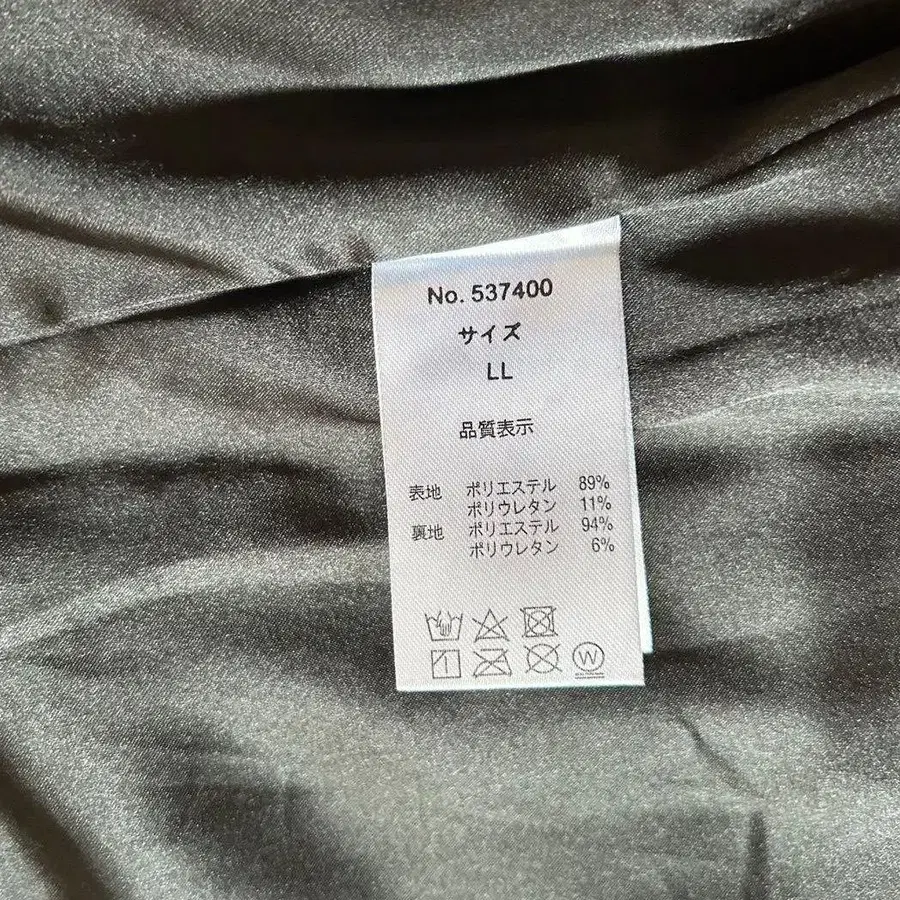 No. 537400
サイズ
LL
品質表示
表地 ポリエステル 89%
ポリウレタン 11%
裏地 ポリエステル 94%
ポリウレタン 6%
W